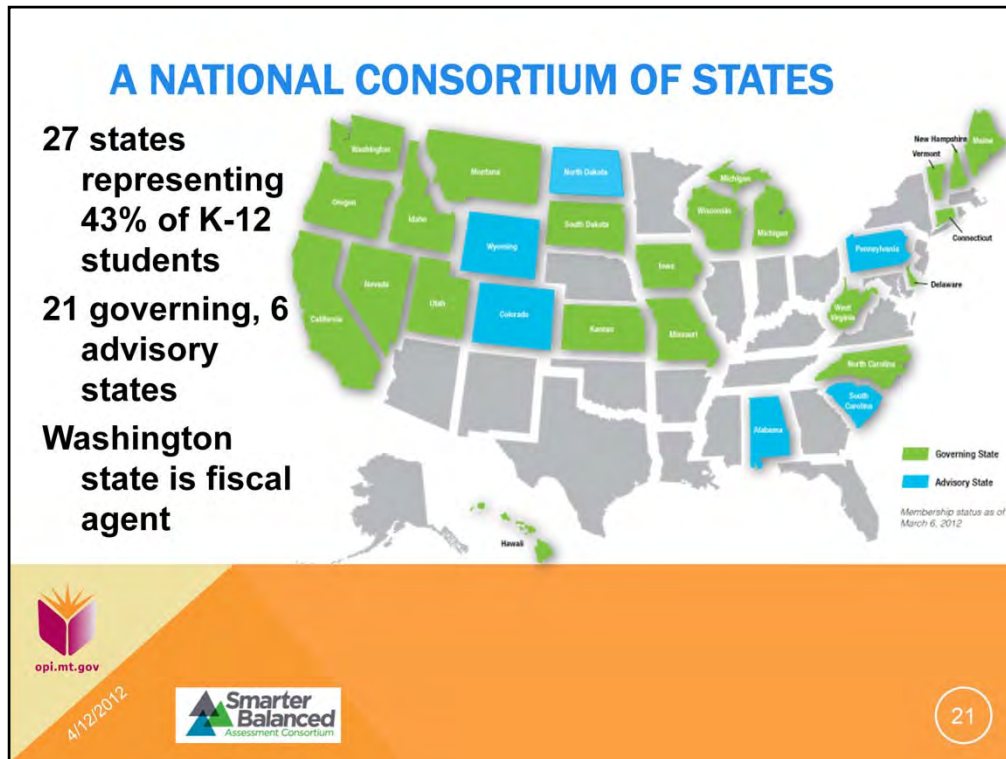 A NATIONAL CONSORTIUM OF STATES
27 states
representing
43% of K-12
students
21 governing, 6
advisory
states
Washington
state is fiscal
agent
Washington
Oregon
California
Nevada
Idaho
Montana
Utah
Wyoming
Colorado
North Dakota
South Dakota
Kansas
Iowa
Missouri
Wisconsin
Michigan
Michigan
Alabama
South
Carolina
North Carolina
West
Virginia
Pennsylvania
Delaware
Connecticut
Vermont
New Hampshire
Maine
Hawaii
Governing State
Advisory State
Membership status as of
March 6, 2012
opi.mt.gov
4/12/2012
Smarter
Balanced
Assessment Consortium
21